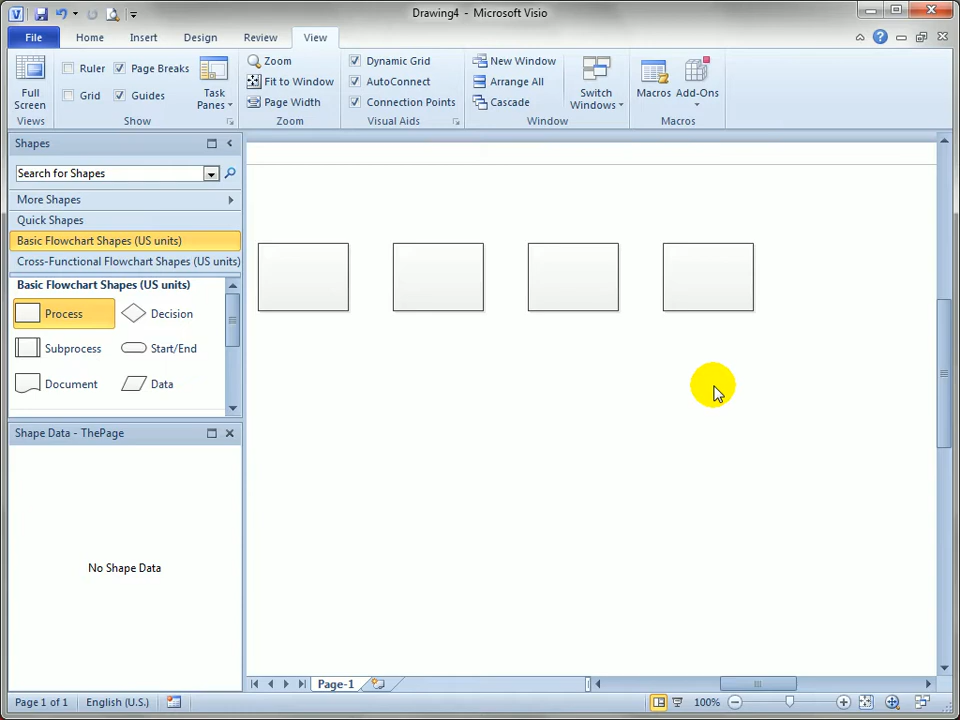 Drawing4 - Microsoft Visio
File Home Insert Design Review View
Full Screen
Ruler Page Breaks
Grid Guides
Task Panes
Zoom
Fit to Window
Page Width
Dynamic Grid
AutoConnect
Connection Points
New Window
Arrange All
Cascade
Switch Windows
Macros Add-Ons
Views Show Zoom Visual Aids Window Macros
Shapes
Search for Shapes
More Shapes
Quick Shapes
Basic Flowchart Shapes (US units)
Cross-Functional Flowchart Shapes (US units)
Basic Flowchart Shapes (US units)
Process Decision
Subprocess Start/End
Document Data
Shape Data - ThePage
No Shape Data
Page-1
Page 1 of 1 English (U.S.) 100%